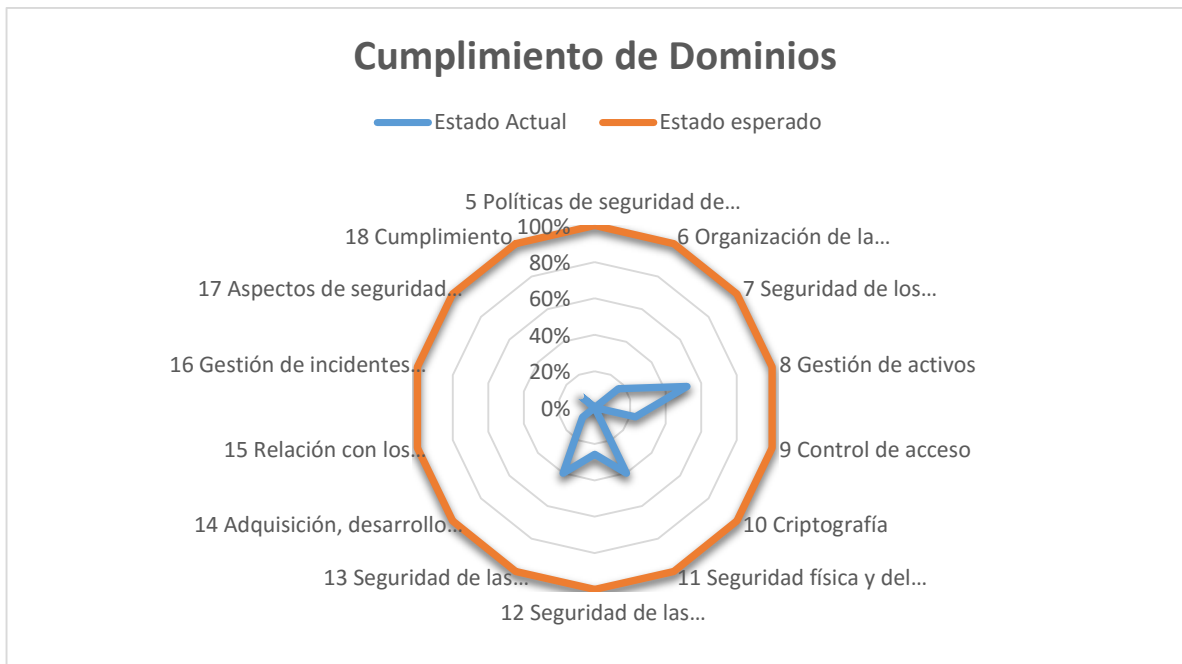 Cumplimiento de Dominios
Estado Actual Estado esperado
5 Políticas de seguridad de...
100%
18 Cumplimiento
6 Organización de la...
80%
17 Aspectos de seguridad...
7 Seguridad de los...
60%
40%
16 Gestión de incidentes...
8 Gestión de activos
20%
0%
15 Relación con los...
9 Control de acceso
14 Adquisición, desarrollo...
10 Criptografía
13 Seguridad de las...
11 Seguridad física y del...
12 Seguridad de las...